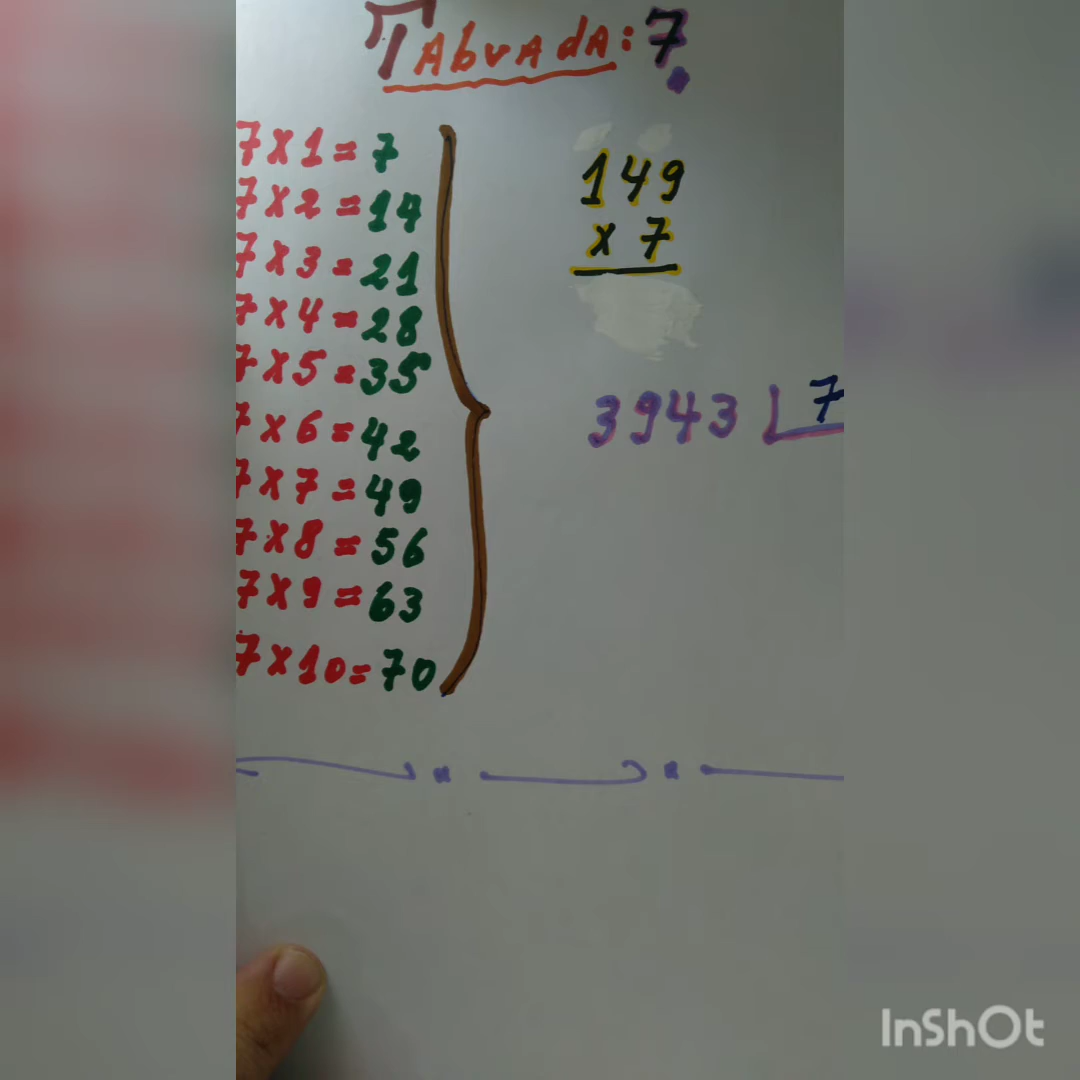 TAbuAdA: 7
7x1=7
7x2=14
7x3=21
7x4=28
7x5=35
7x6=42
7x7=49
7x8=56
7x9=63
7x10=70
149
x 7
3943 7
InShOt